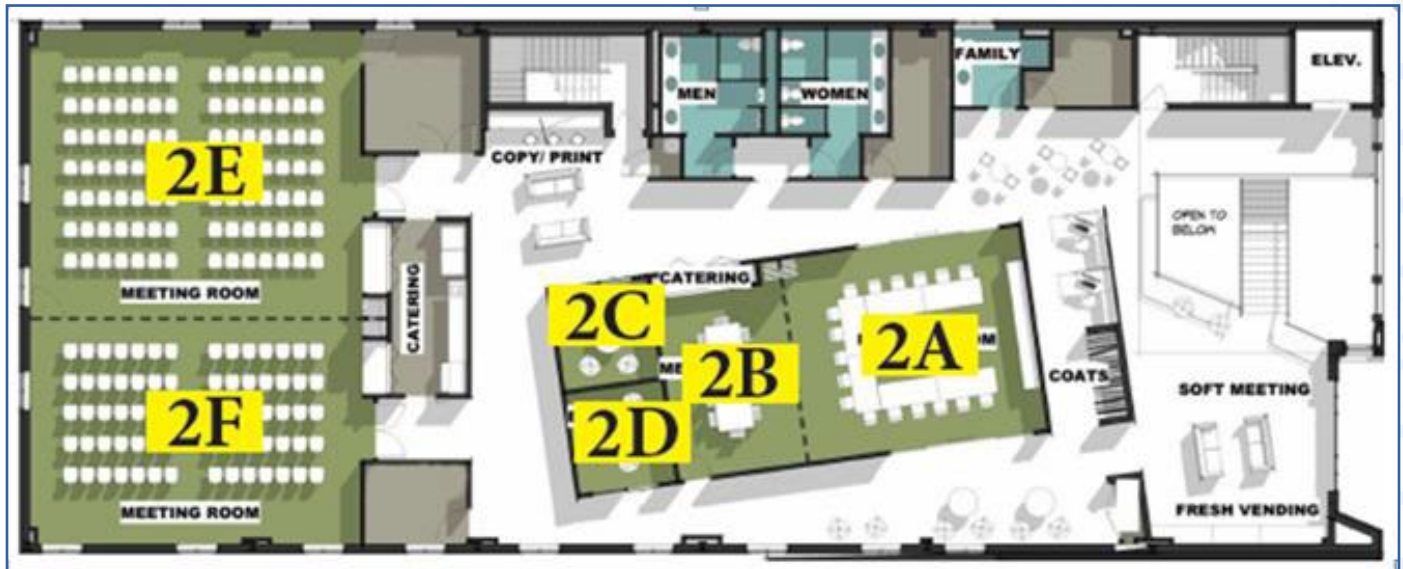 FAMILY
ELEV.
MEN
WOMEN
COPY/ PRINT
2E
MEETING ROOM
CATERING
CATERING
OPEN TO
BELOW
2C
2B
2A
2D
COATS
SOFT MEETING
2F
MEETING ROOM
FRESH VENDING